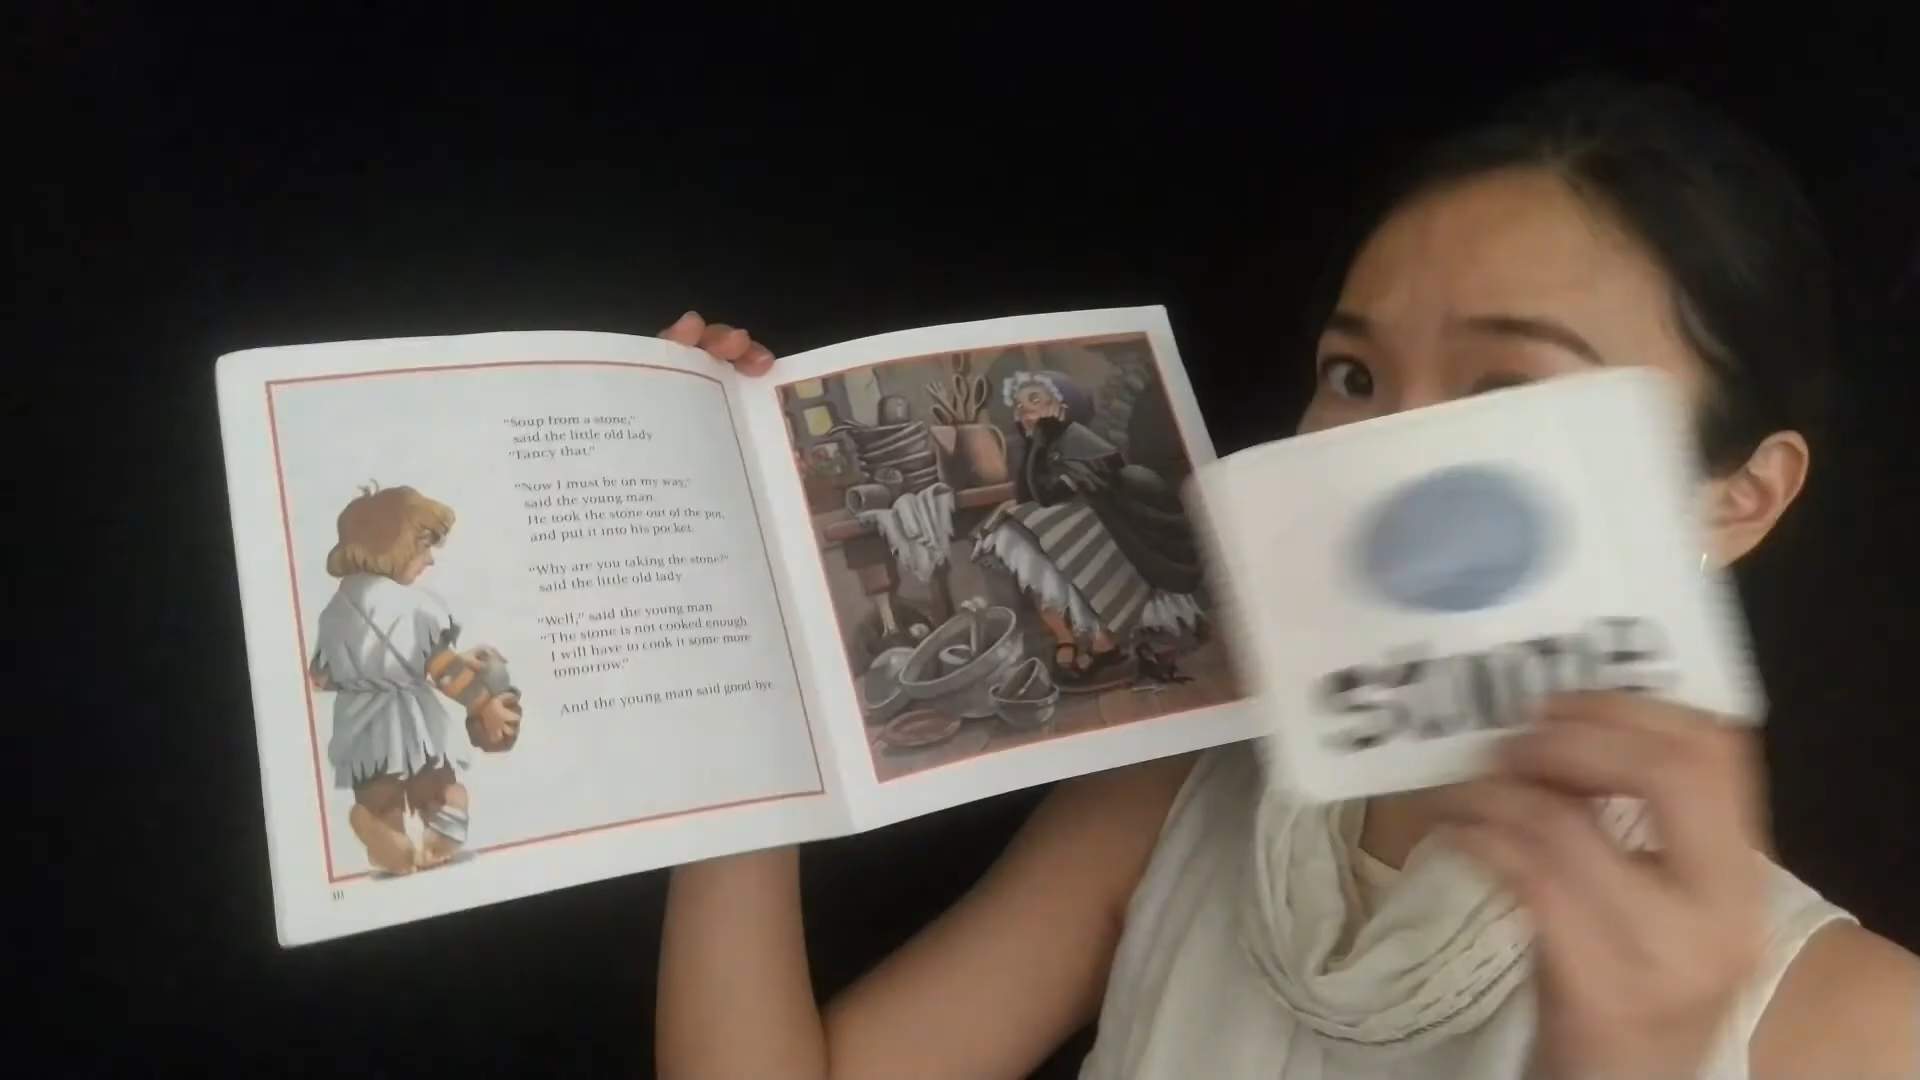 "Soup from a stone,"
said the little old lady
"Fancy that."
"Now I must be on my way,"
said the young man.
He took the stone out of the pot,
and put it into his pocket.
"Why are you taking the stone?"
said the little old lady
"Well," said the young man
"The stone is not cooked enough.
I will have to cook it some more
tomorrow."
And the young man said good-bye.
stone